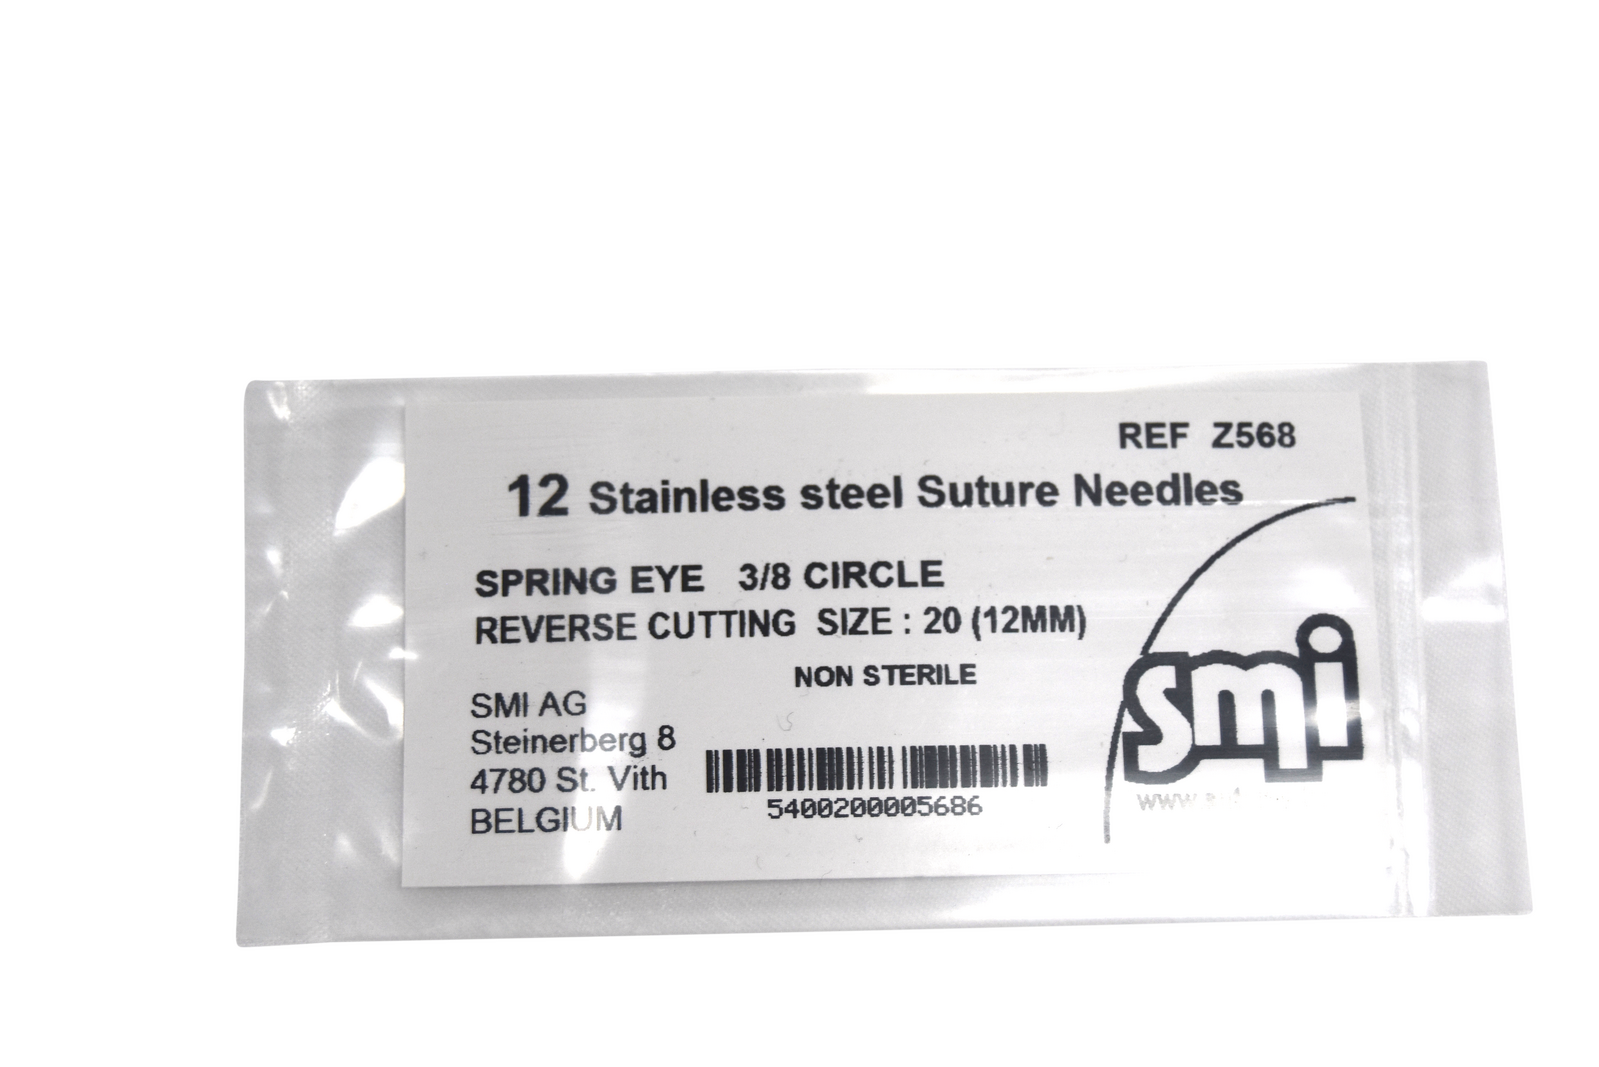 REF Z568
12 Stainless steel Suture Needles
SPRING EYE 3/8 CIRCLE
REVERSE CUTTING SIZE : 20 (12MM)
NON STERILE
SMI AG
Steinerberg 8
4780 St. Vith
BELGIUM
5400200005686
smi